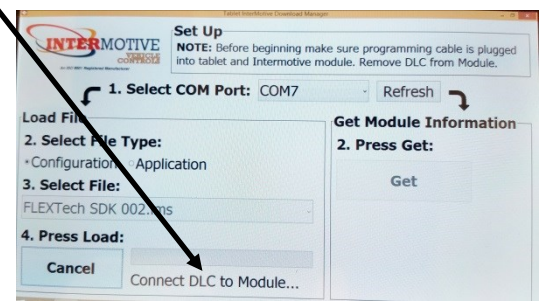 Tablet InterMotive Download Manager
INTERMOTIVE
VEHICLE
CONTROLS
Set Up
NOTE: Before beginning make sure programming cable is plugged
into tablet and Intermotive module. Remove DLC from Module.
1. Select COM Port: COM7 Refresh
Load File
Get Module Information
2. Select File Type:
2. Press Get:
Configuration Application
Get
3. Select File:
FLEXTech SDK 002
4. Press Load:
Cancel
Connect DLC to Module...